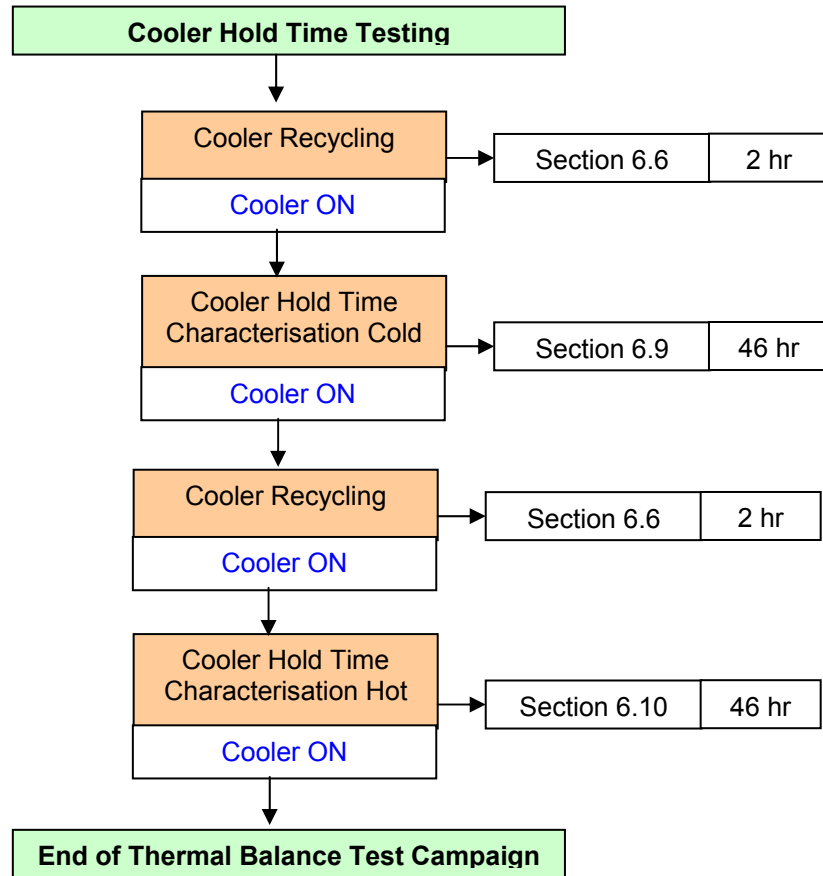 Cooler Hold Time Testing
Cooler Recycling
Cooler ON
Section 6.6 2 hr
Cooler Hold Time
Characterisation Cold
Cooler ON
Section 6.9 46 hr
Cooler Recycling
Cooler ON
Section 6.6 2 hr
Cooler Hold Time
Characterisation Hot
Cooler ON
Section 6.10 46 hr
End of Thermal Balance Test Campaign